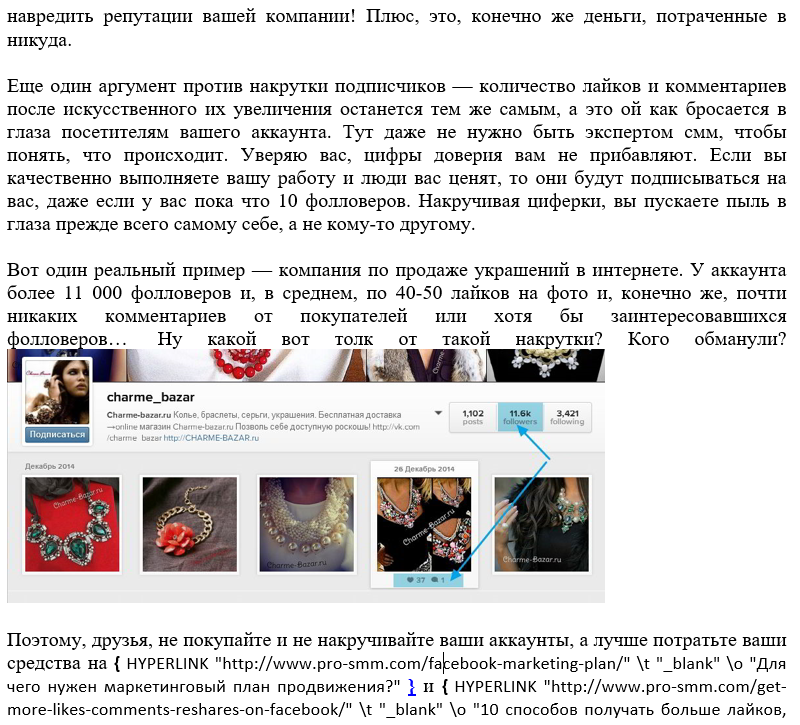 навредить репутации вашей компании! Плюс, это, конечно же деньги, потраченные в
никуда.
Еще один аргумент против накрутки подписчиков — количество лайков и комментариев
после искусственного их увеличения останется тем же самым, а это ой как бросается в
глаза посетителям вашего аккаунта. Тут даже не нужно быть экспертом смм, чтобы
понять, что происходит. Уверяю вас, цифры доверия вам не прибавляют. Если вы
качественно выполняете вашу работу и люди вас ценят, то они будут подписываться на
вас, даже если у вас пока что 10 фолловеров. Накручивая циферки, вы пускаете пыль в
глаза прежде всего самому себе, а не кому-то другому.
Вот один реальный пример — компания по продаже украшений в интернете. У аккаунта
более 11 000 фолловеров и, в среднем, по 40-50 лайков на фото и, конечно же, почти
никаких комментариев от покупателей или хотя бы заинтересовавшихся
фолловеров… Ну какой вот толк от такой накрутки? Кого обманули?
charme_bazar
Charme-bazar.ru Колье, браслеты, серьги, украшения. Бесплатная доставка
→online магазин Charme-bazar.ru Позволь себе доступную роскошь! http://vk.com
/charme_bazar http://CHARME-BAZAR.ru
1,102 posts
11.6k followers
3,421 following
Подписаться
Декабрь 2014
26 Декабрь 2014
Charme-Bazar.ru
Charme-Bazar.ru
Charme-Bazar.ru
Charme-Bazar.ru
37 1
Поэтому, друзья, не покупайте и не накручивайте ваши аккаунты, а лучше потратьте ваши
средства на { HYPERLINK "http://www.pro-smm.com/facebook-marketing-plan/" \t "_blank" \o "Для
чего нужен маркетинговый план продвижения?" } и { HYPERLINK "http://www.pro-smm.com/get-
more-likes-comments-reshares-on-facebook/" \t "_blank" \o "10 способов получать больше лайков,